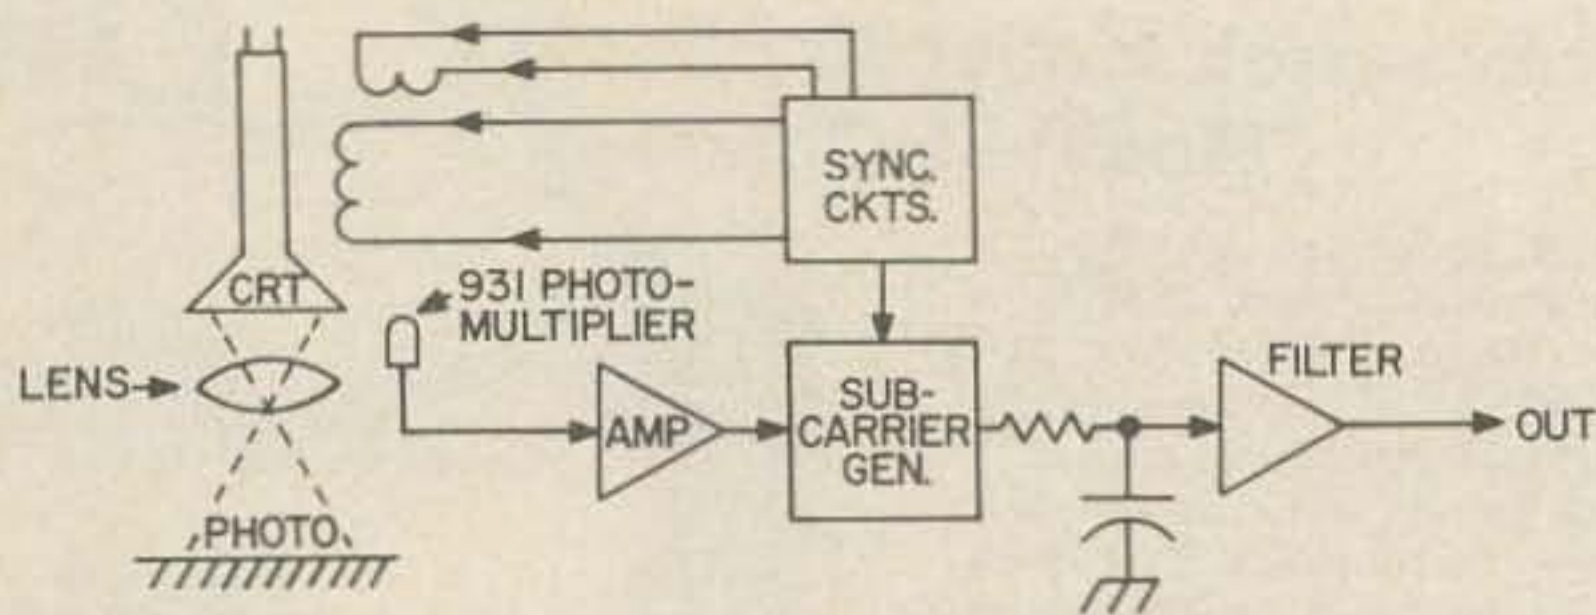 SYNC.
CKTS.
CRT
931 PHOTO-
MULTIPLIER
LENS
AMP
SUB-
CARRIER
GEN.
FILTER
OUT
PHOTO